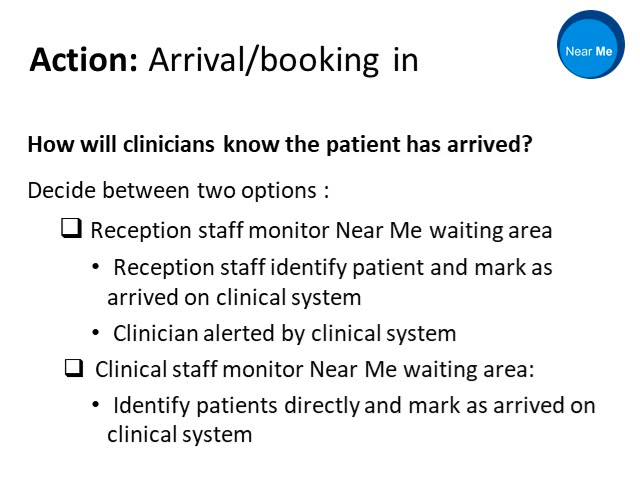 Action: Arrival/booking in
Near Me
How will clinicians know the patient has arrived?
Decide between two options :
❑ Reception staff monitor Near Me waiting area
• Reception staff identify patient and mark as
arrived on clinical system
• Clinician alerted by clinical system
❑ Clinical staff monitor Near Me waiting area:
• Identify patients directly and mark as arrived on
clinical system